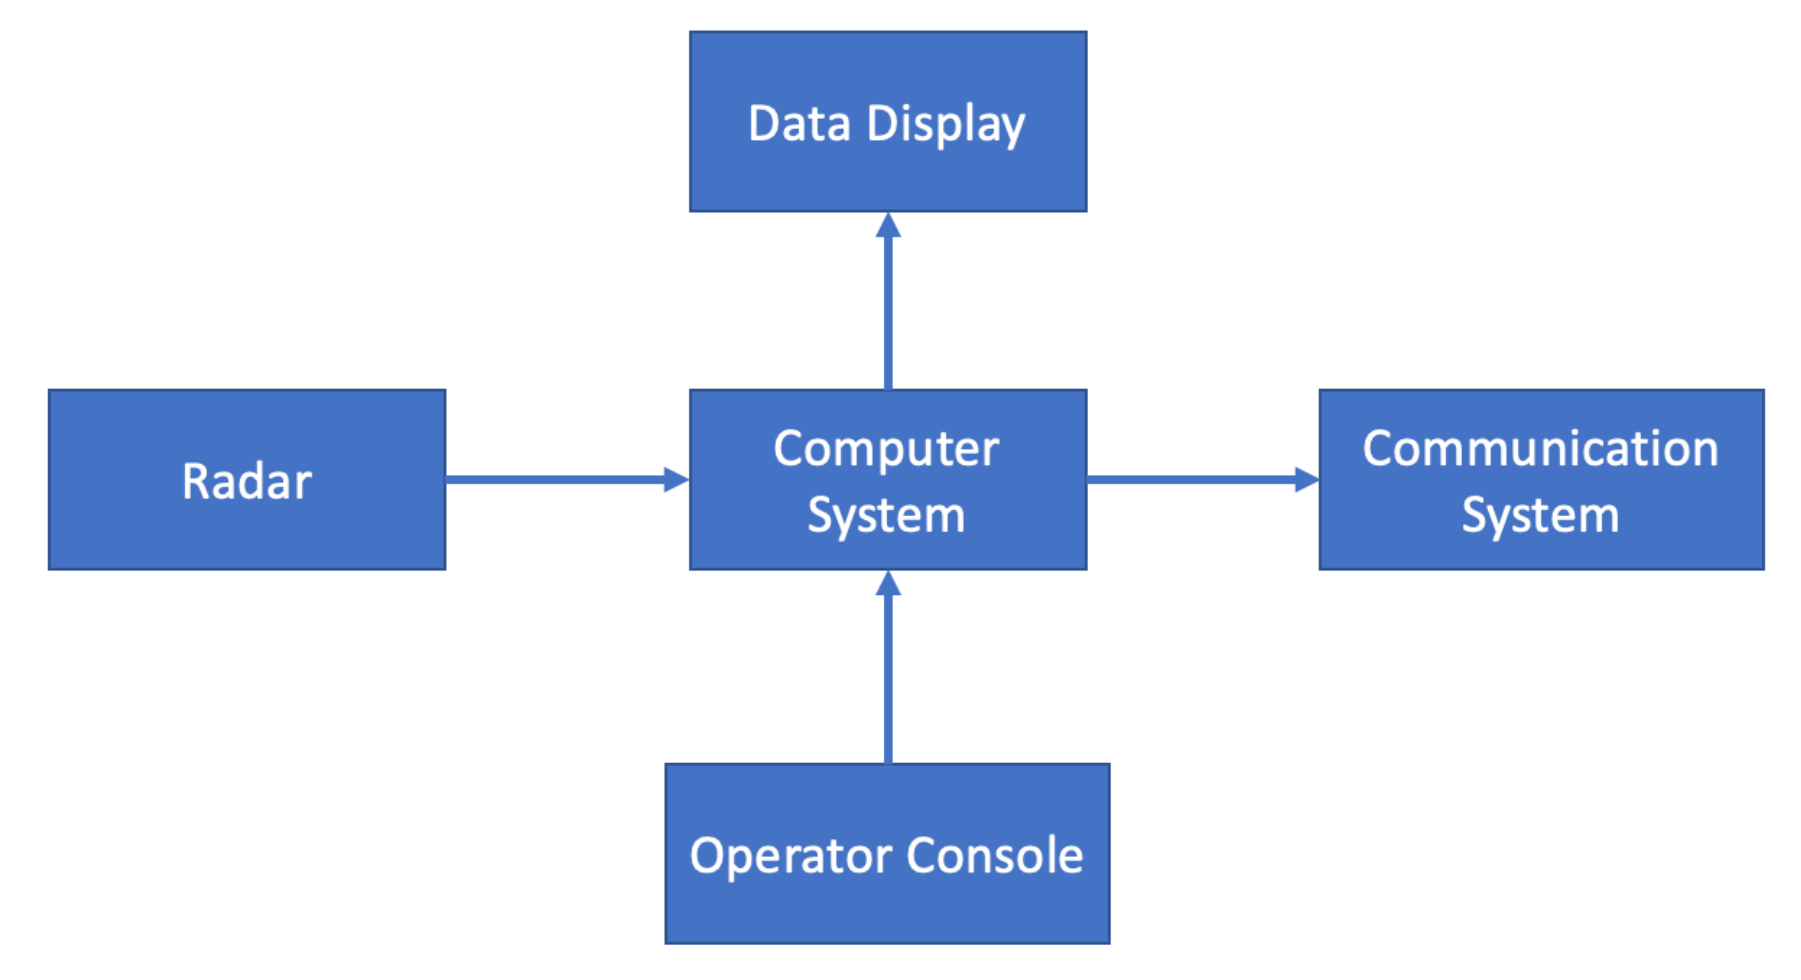 Data Display
Radar
Computer
System
Communication
System
Operator Console